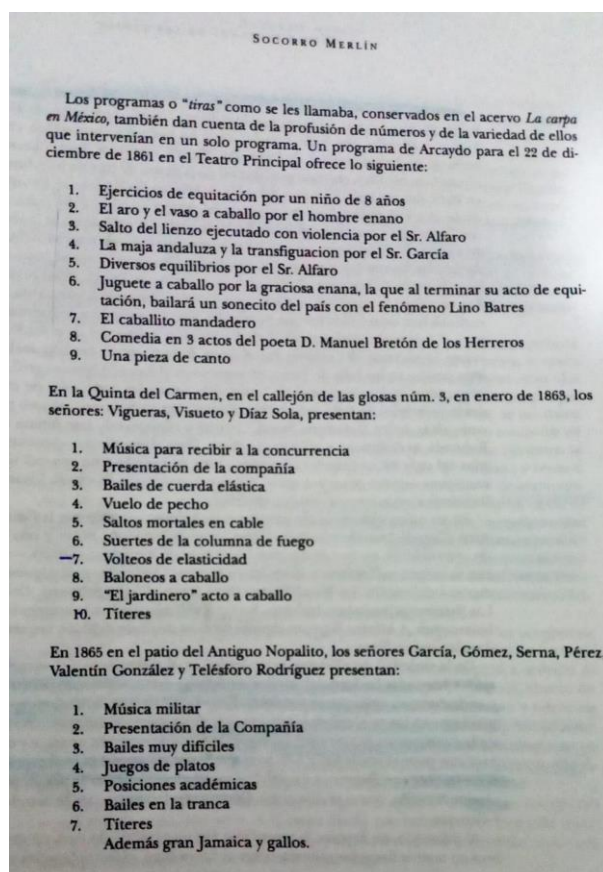 SOCORRO MERLÍN
Los programas o "tiras" como se les llamaba, conservados en el acervo La carpa
en México, también dan cuenta de la profusión de números y de la variedad de ellos
que intervenían en un solo programa. Un programa de Arcaydo para el 22 de di-
ciembre de 1861 en el Teatro Principal ofrece lo siguiente:
1. Ejercicios de equitación por un niño de 8 años
2. El aro y el vaso a caballo por el hombre enano
3. Salto del lienzo ejecutado con violencia por el Sr. Alfaro
4. La maja andaluza y la transfiguacion por el Sr. García
5. Diversos equilibrios por el Sr. Alfaro
6. Juguete a caballo por la graciosa enana, la que al terminar su acto de equi-
tación, bailará un sonecito del país con el fenómeno Lino Batres
7. El caballito mandadero
8. Comedia en 3 actos del poeta D. Manuel Bretón de los Herreros
9. Una pieza de canto
En la Quinta del Carmen, en el callejón de las glosas núm. 3, en enero de 1863, los
señores: Vigueras, Visueto y Díaz Sola, presentan:
1. Música para recibir a la concurrencia
2. Presentación de la compañía
3. Bailes de cuerda elástica
4. Vuelo de pecho
5. Saltos mortales en cable
6. Suertes de la columna de fuego
7. Volteos de elasticidad
8. Baloneos a caballo
9. "El jardinero" acto a caballo
10. Títeres
En 1865 en el patio del Antiguo Nopalito, los señores García, Gómez, Serna, Pérez
Valentín González y Telésforo Rodríguez presentan:
1. Música militar
2. Presentación de la Compañía
3. Bailes muy difíciles
4. Juegos de platos
5. Posiciones académicas
6. Bailes en la tranca
7. Títeres
Además gran Jamaica y gallos.